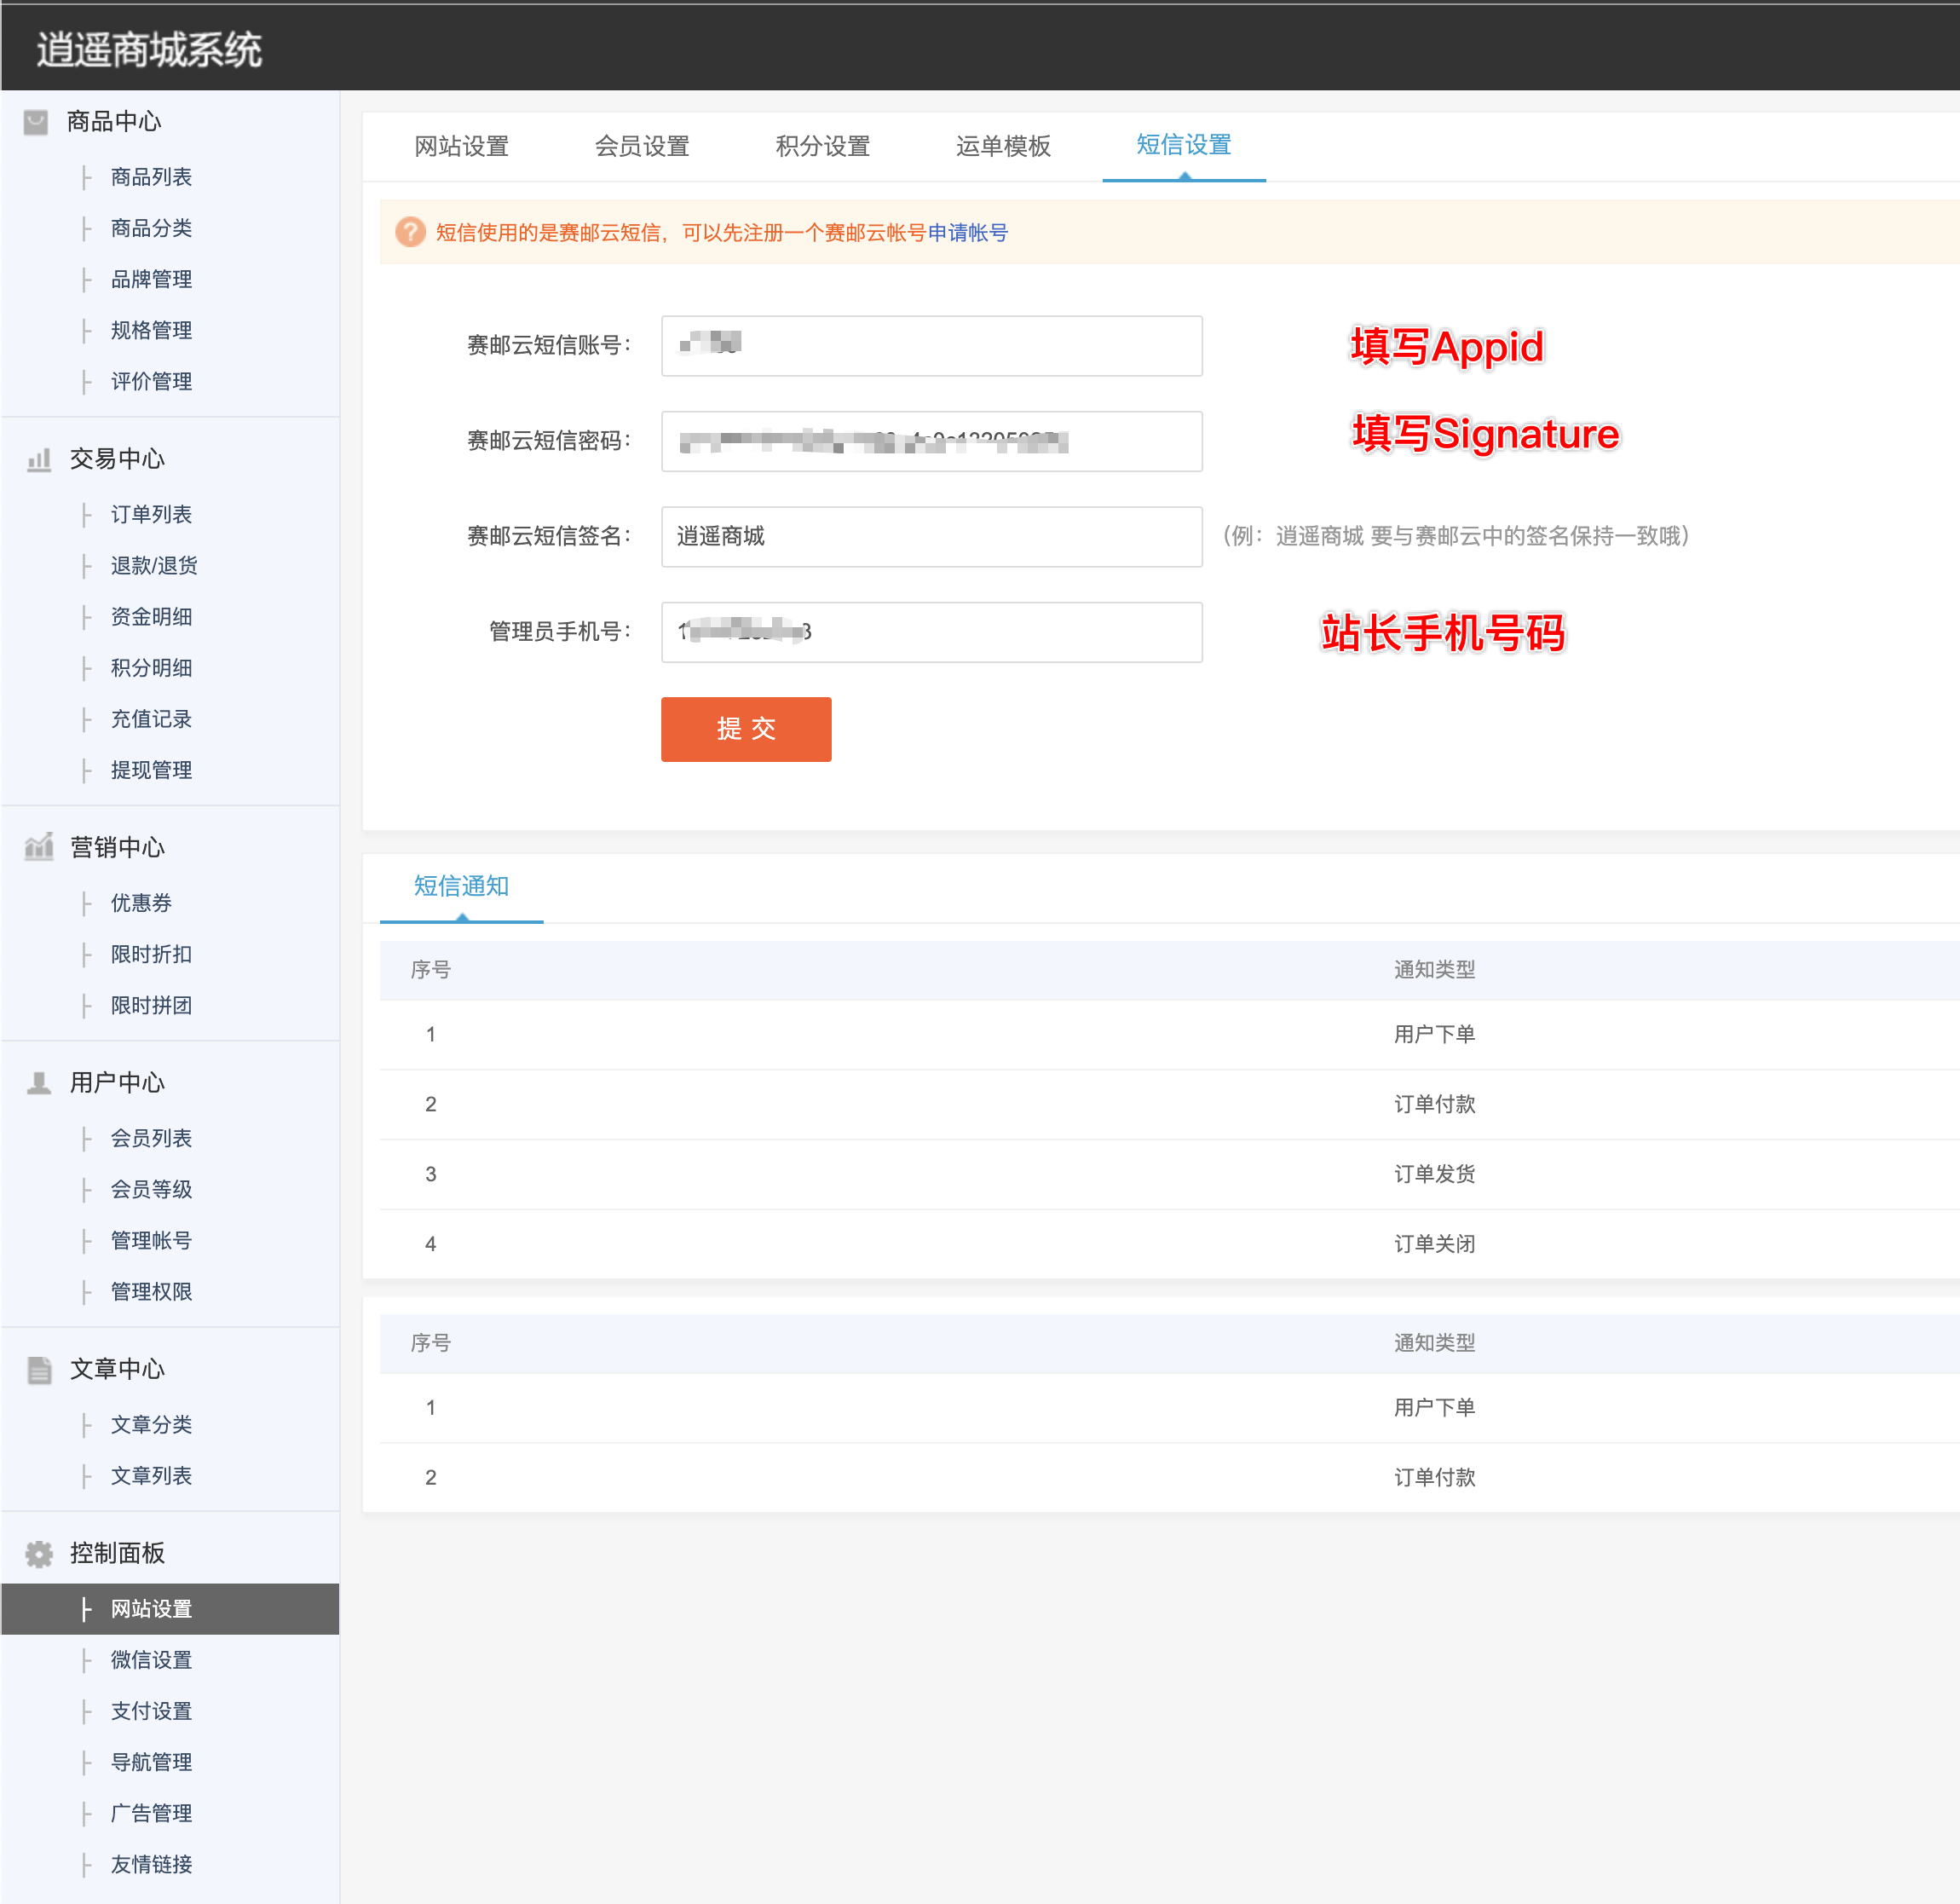 逍遥商城系统
商品中心
商品列表
商品分类
品牌管理
规格管理
评价管理
交易中心
订单列表
退款/退货
资金明细
积分明细
充值记录
提现管理
营销中心
优惠券
限时折扣
限时拼团
用户中心
会员列表
会员等级
管理帐号
管理权限
文章中心
文章分类
文章列表
控制面板
网站设置
微信设置
支付设置
导航管理
广告管理
友情链接
网站设置 会员设置 积分设置 运单模板 短信设置
短信使用的是赛邮云短信，可以先注册一个赛邮云帐号申请帐号
赛邮云短信账号： 填写Appid
赛邮云短信密码： 填写Signature
赛邮云短信签名： 逍遥商城 （例：逍遥商城 要与赛邮云中的签名保持一致哦）
管理员手机号： 站长手机号码
提 交
短信通知
序号 通知类型
1 用户下单
2 订单付款
3 订单发货
4 订单关闭
序号 通知类型
1 用户下单
2 订单付款